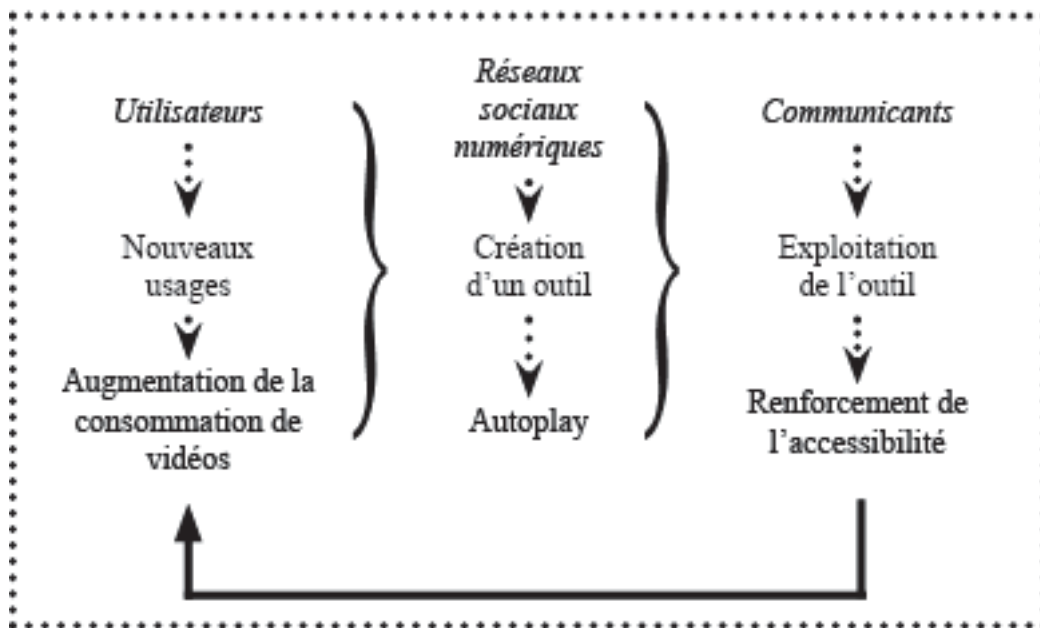 Utilisateurs
Nouveaux
usages
Augmentation de la
consommation de
vidéos
Réseaux
sociaux
numériques
Création
d’un outil
Autoplay
Communicants
Exploitation
de l’outil
Renforcement de
l’accessibilité